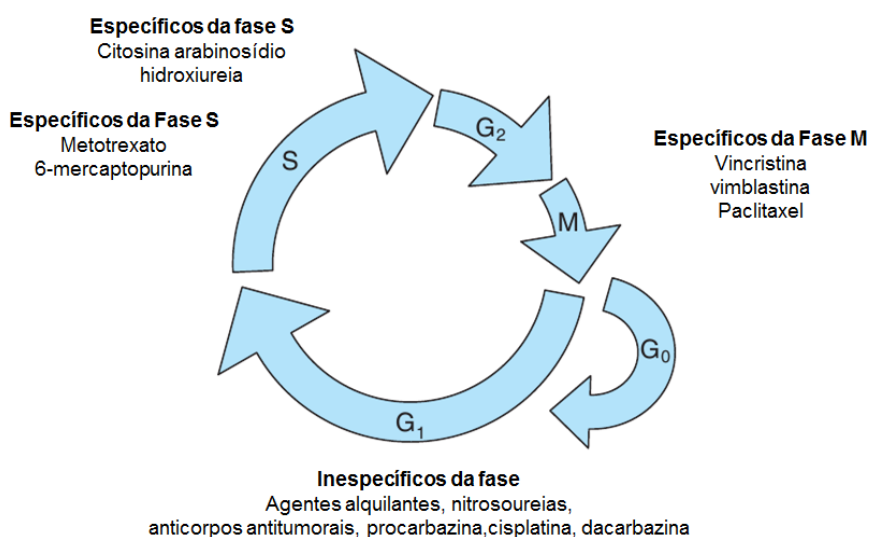 Específicos da fase S
Citosina arabinosídio
hidroxiureia
Específicos da Fase S
Metotrexato
6-mercaptopurina
S
G₂
Específicos da Fase M
Vincristina
vimblastina
Paclitaxel
M
G₀
G₁
Inespecíficos da fase
Agentes alquilantes, nitrosoureias,
anticorpos antitumorais, procarbazina,cisplatina, dacarbazina